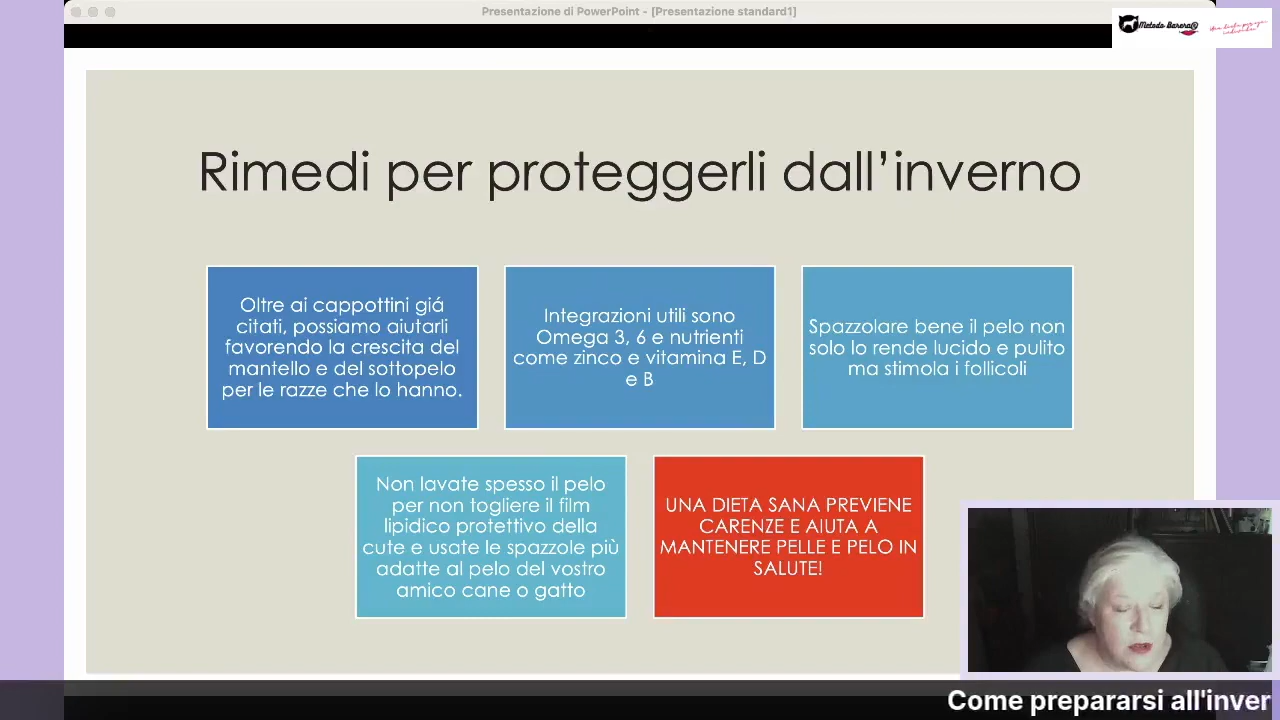 Presentazione di PowerPoint - [Presentazione standard1]
Metodo Barera®
Rimedi per proteggerli dall'inverno
Oltre ai cappottini giá
citati, possiamo aiutarli
favorendo la crescita del
mantello e del sottopelo
per le razze che lo hanno.
Integrazioni utili sono
Omega 3, 6 e nutrienti
come zinco e vitamina E, D
e B
Spazzolare bene il pelo non
solo lo rende lucido e pulito
ma stimola i follicoli
Non lavate spesso il pelo
per non togliere il film
lipidico protettivo della
cute e usate le spazzole più
adatte al pelo del vostro
amico cane o gatto
UNA DIETA SANA PREVIENE
CARENZE E AIUTA A
MANTENERE PELLE E PELO IN
SALUTE!
Come prepararsi all'inver